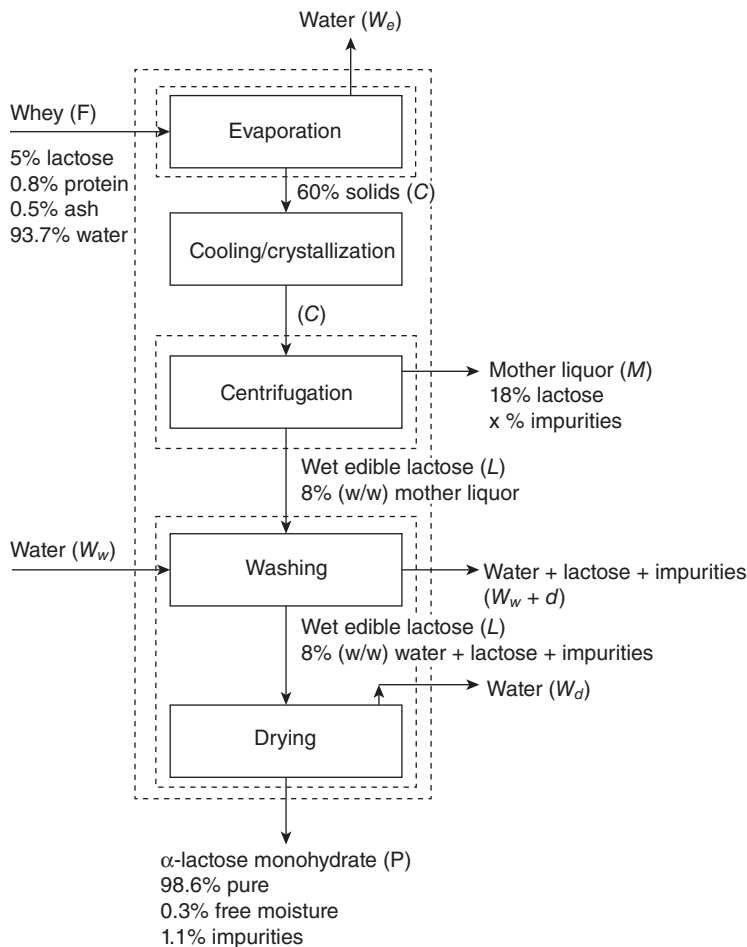 Water (Wₑ)
Whey (F)
Evaporation
5% lactose
0.8% protein
0.5% ash
93.7% water
60% solids (C)
Cooling/crystallization
(C)
Centrifugation
Mother liquor (M)
18% lactose
x % impurities
Wet edible lactose (L)
8% (w/w) mother liquor
Water (W_w)
Washing
Water + lactose + impurities
(W_w + d)
Wet edible lactose (L)
8% (w/w) water + lactose + impurities
Water (W_d)
Drying
α-lactose monohydrate (P)
98.6% pure
0.3% free moisture
1.1% impurities